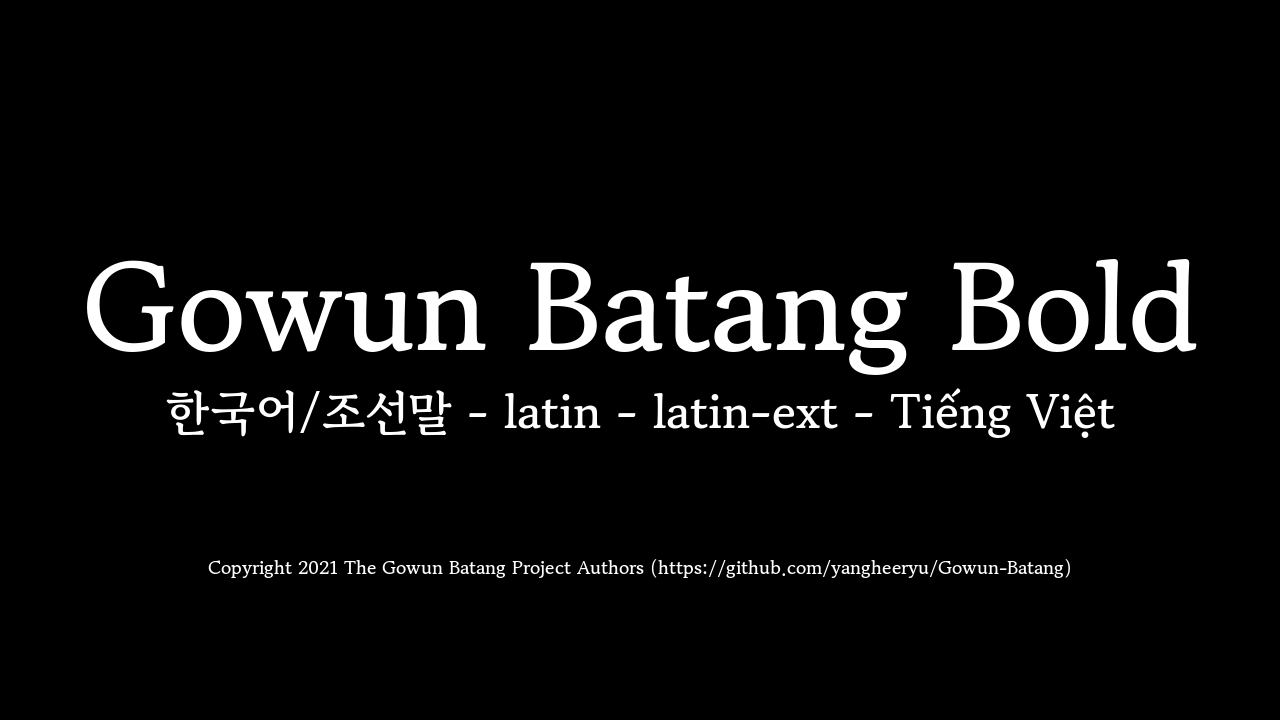 Gowun Batang Bold
한국어/조선말 - latin - latin-ext - Tiếng Việt
Copyright 2021 The Gowun Batang Project Authors (https://github.com/yangheeryu/Gowun-Batang)